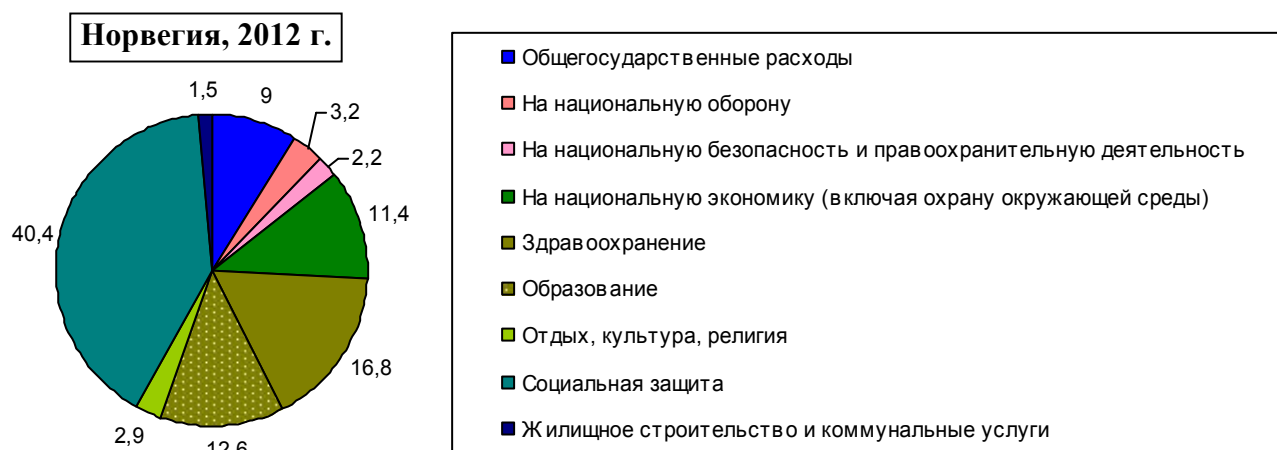 Норвегия, 2012 г.
1,5
9
3,2
2,2
11,4
40,4
16,8
2,9
12,6
Общегосударственные расходы
На национальную оборону
На национальную безопасность и правоохранительную деятельность
На национальную экономику (включая охрану окружающей среды)
Здравоохранение
Образование
Отдых, культура, религия
Социальная защита
Жилищное строительство и коммунальные услуги